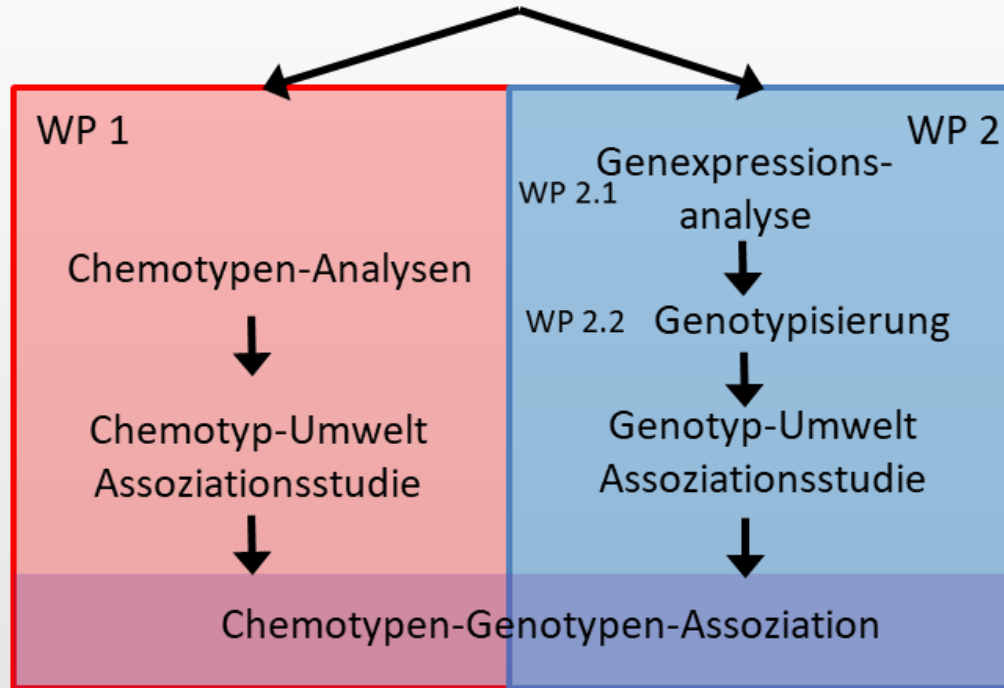 WP 1
Chemotypen-Analysen
Chemotyp-Umwelt
Assoziationsstudie
WP 2
WP 2.1
Genexpressions-
analyse
WP 2.2
Genotypisierung
Genotyp-Umwelt
Assoziationsstudie
Chemotypen-Genotypen-Assoziation